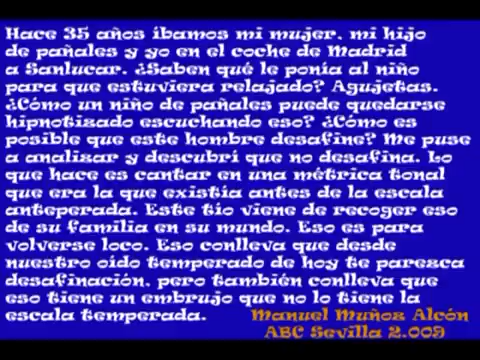 Hace 35 años íbamos mi mujer, mi hijo
de pañales y yo en el coche de Madrid
a Sanlucar. ¿Saben qué le ponía al niño
para que estuviera relajado? Agujetas.
¿Cómo un niño de pañales puede quedarse
hipnotizado escuchando eso? ¿Cómo es
posible que este hombre desafine? Me puse
a analizar y descubrí que no desafina. Lo
que hace es cantar en una métrica tonal
que era la que existía antes de la escala
anteperada. Este tío viene de recoger eso
de su familia en su mundo. Eso es para
volverse loco. Eso conlleva que desde
nuestro oído temperado de hoy te parezca
desafinación, pero también conlleva que
eso tiene un embrujo que no lo tiene la
escala temperada. Manuel Muñoz Alcón
ABC Sevilla 2.009